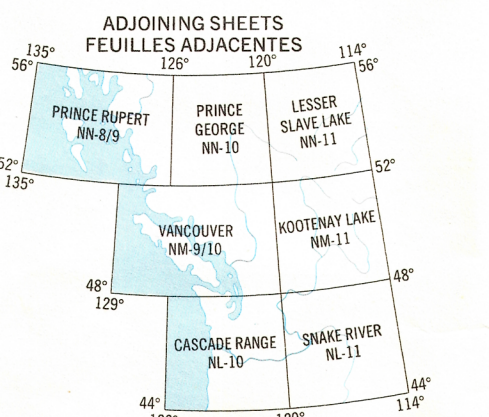 ADJOINING SHEETS
FEUILLES ADJACENTES
135° 126° 120° 114°
56° 56°
PRINCE RUPERT
NN-8/9
PRINCE
GEORGE
NN-10
LESSER
SLAVE LAKE
NN-11
52° 52°
135°
VANCOUVER
NM-9/10
KOOTENAY LAKE
NM-11
48° 48°
129°
CASCADE RANGE
NL-10
SNAKE RIVER
NL-11
44° 44°
114°